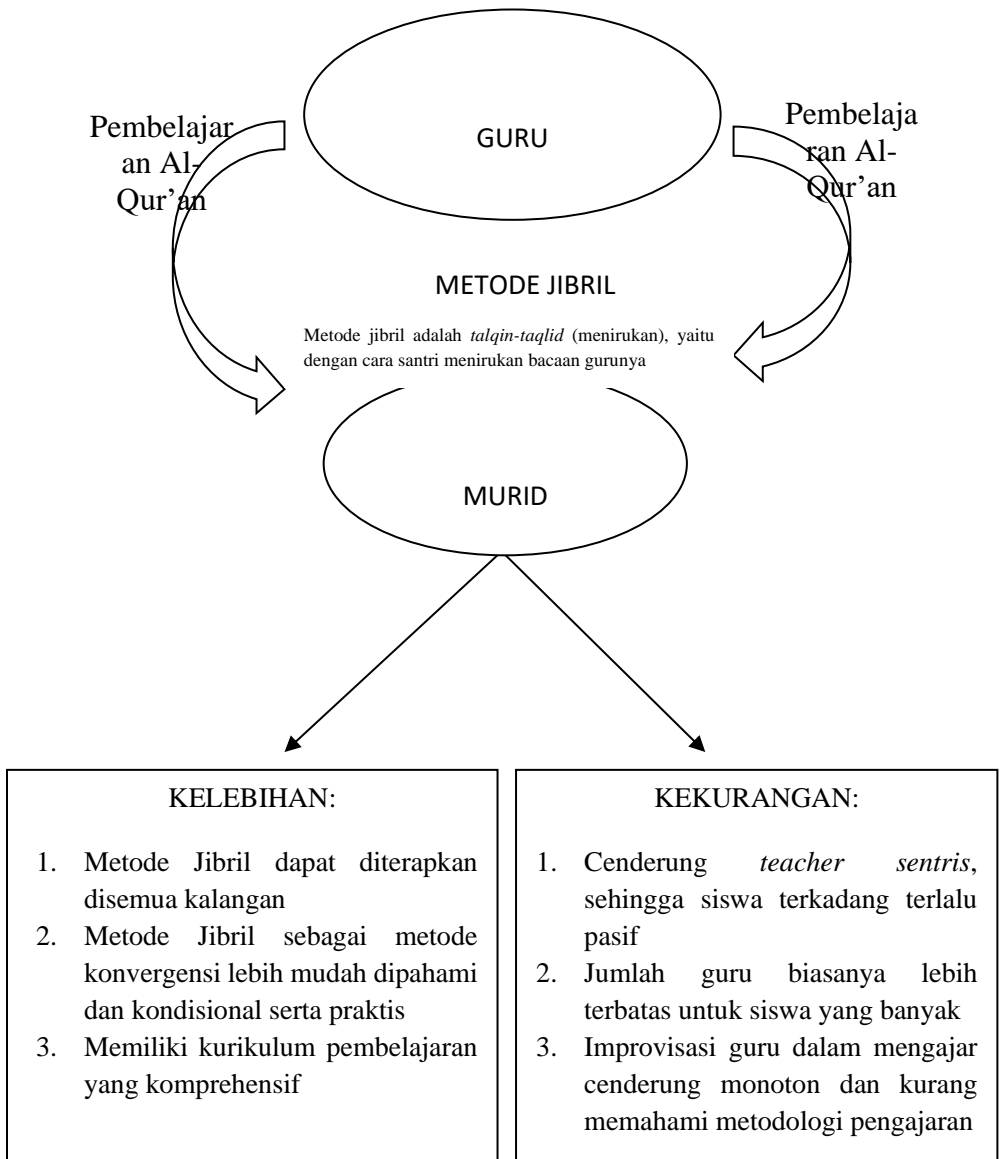 Pembelajar
an Al-
Qur’an
GURU
Pembelaja
ran Al-
Qur’an
METODE JIBRIL
Metode jibril adalah talqin-taqlid (menirukan), yaitu
dengan cara santri menirukan bacaan gurunya
MURID
KELEBIHAN:
1. Metode Jibril dapat diterapkan
disemua kalangan
2. Metode Jibril sebagai metode
konvergensi lebih mudah dipahami
dan kondisional serta praktis
3. Memiliki kurikulum pembelajaran
yang komprehensif
KEKURANGAN:
1. Cenderung teacher sentris,
sehingga siswa terkadang terlalu
pasif
2. Jumlah guru biasanya lebih
terbatas untuk siswa yang banyak
3. Improvisasi guru dalam mengajar
cenderung monoton dan kurang
memahami metodologi pengajaran